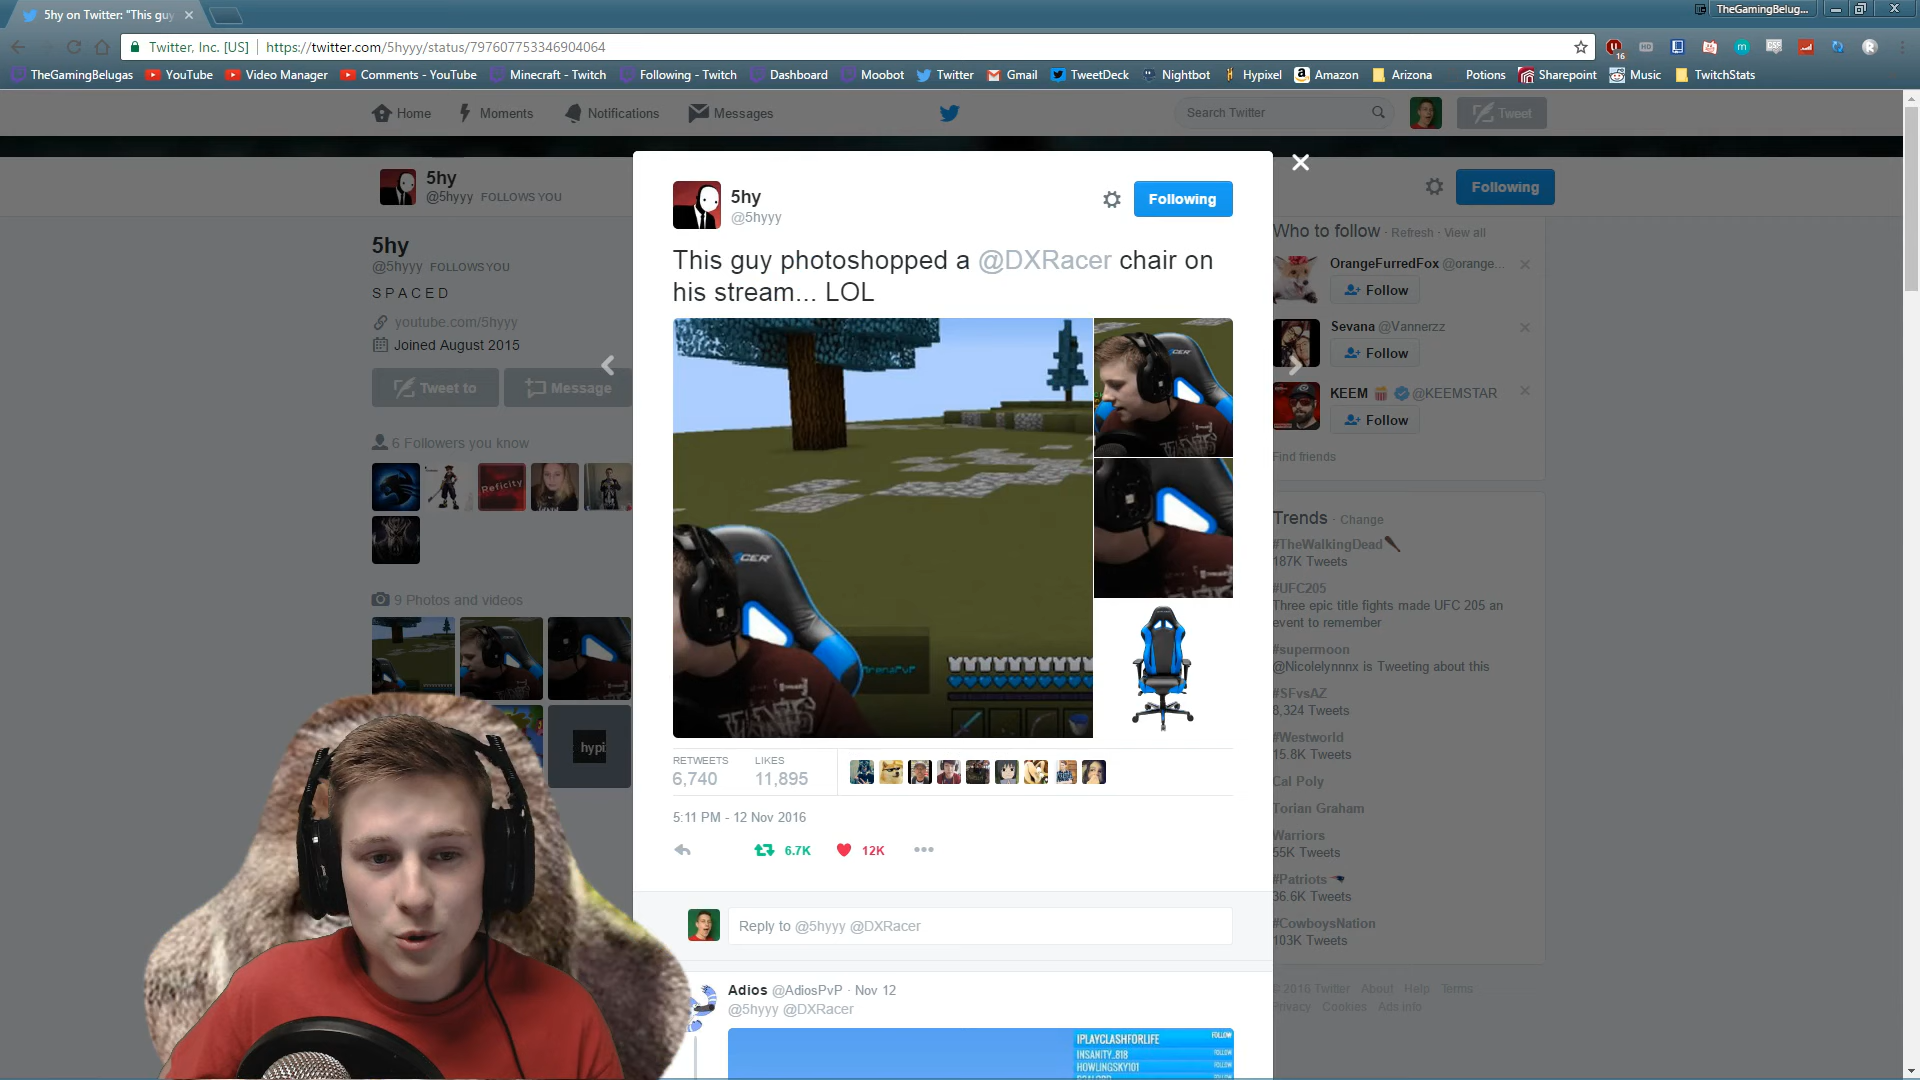 5hy on Twitter: "This guy
TheGamingBelug...
Twitter, Inc. [US]
https://twitter.com/5hyyy/status/797607753346904064
TheGamingBelugas
YouTube
Video Manager
Comments - YouTube
Minecraft - Twitch
Following - Twitch
Dashboard
Moobot
Twitter
Gmail
TweetDeck
Nightbot
Hypixel
Amazon
Arizona
Potions
Sharepoint
Music
TwitchStats
Home
Moments
Notifications
Messages
Search Twitter
Tweet
5hy
@5hyyy FOLLOWS YOU
Following
5hy
@5hyyy FOLLOWS YOU
S P A C E D
youtube.com/5hyyy
Joined August 2015
Tweet to
Message
6 Followers you know
Reficity
9 Photos and videos
hypi
5hy
@5hyyy
Following
This guy photoshopped a @DXRacer chair on
his stream... LOL
CER
ArenaPvP
RETWEETS
6,740
LIKES
11,895
5:11 PM - 12 Nov 2016
6.7K
12K
Reply to @5hyyy @DXRacer
Adios @AdiosPvP · Nov 12
@5hyyy @DXRacer
IPLAYCLASHFORLIFE
FOLLOW
INSANITY_818
FOLLOW
HOWLINGSKY101
FOLLOW
Who to follow · Refresh · View all
OrangeFurredFox @orange...
Follow
Sevana @Vannerzz
Follow
KEEM @KEEMSTAR
Follow
Find friends
Trends · Change
#TheWalkingDead
187K Tweets
#UFC205
Three epic title fights made UFC 205 an
event to remember
#supermoon
@Nicolelynnnx is Tweeting about this
#SFvsAZ
8,324 Tweets
#Westworld
15.8K Tweets
Cal Poly
Torian Graham
Warriors
55K Tweets
#Patriots
36.6K Tweets
#CowboysNation
103K Tweets
© 2016 Twitter About Help Terms
Privacy Cookies Ads info